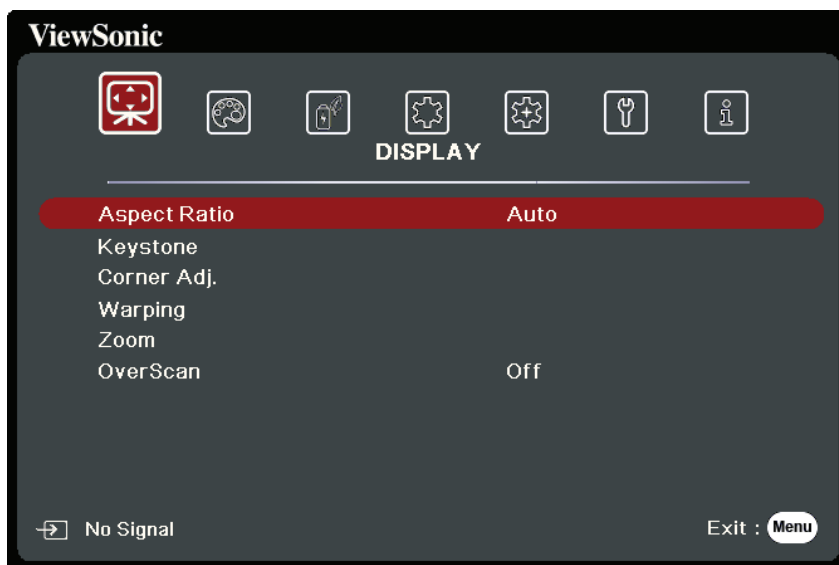 ViewSonic
DISPLAY
Aspect Ratio Auto
Keystone
Corner Adj.
Warping
Zoom
OverScan Off
No Signal Exit : Menu